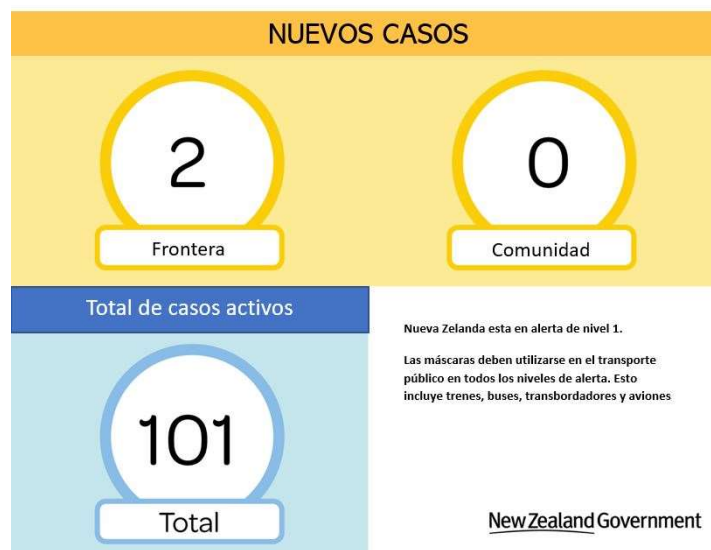 NUEVOS CASOS
2
0
Frontera
Comunidad
Total de casos activos
101
Total
Nueva Zelanda esta en alerta de nivel 1.
Las máscaras deben utilizarse en el transporte
público en todos los niveles de alerta. Esto
incluye trenes, buses, transbordadores y aviones
New Zealand Government